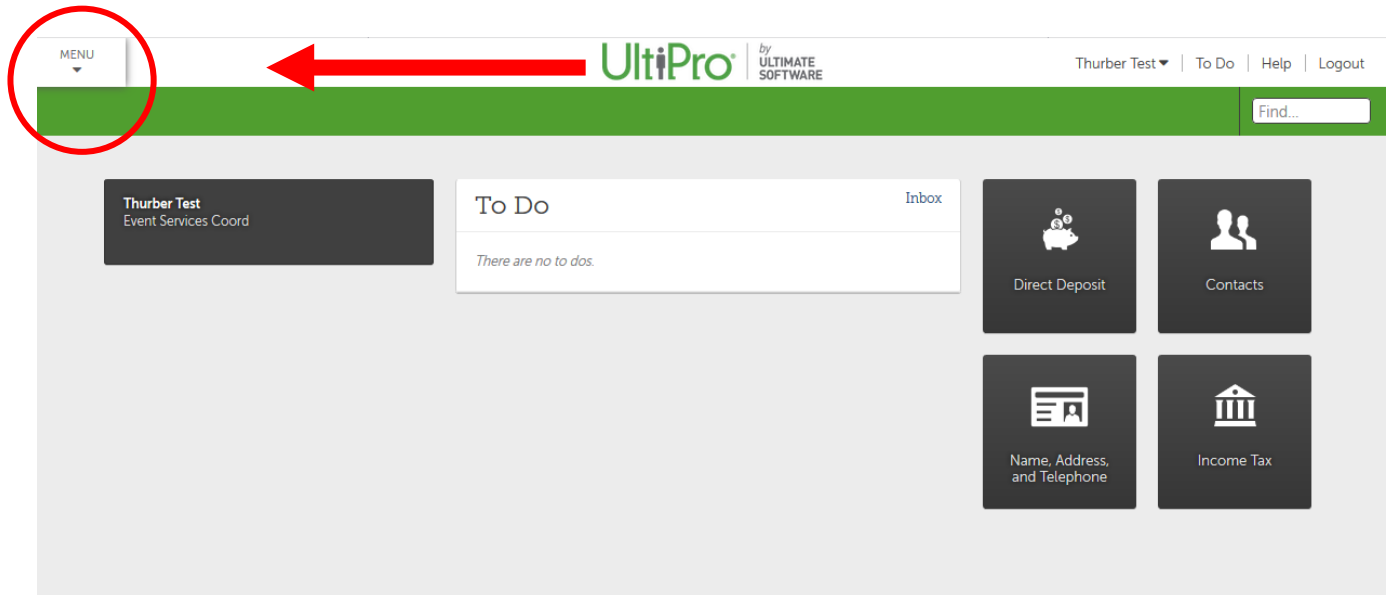 MENU
UltiPro® by ULTIMATE SOFTWARE
Thurber Test To Do Help Logout
Find...
Thurber Test
Event Services Coord
To Do
Inbox
There are no to dos.
Direct Deposit
Contacts
Name, Address,
and Telephone
Income Tax